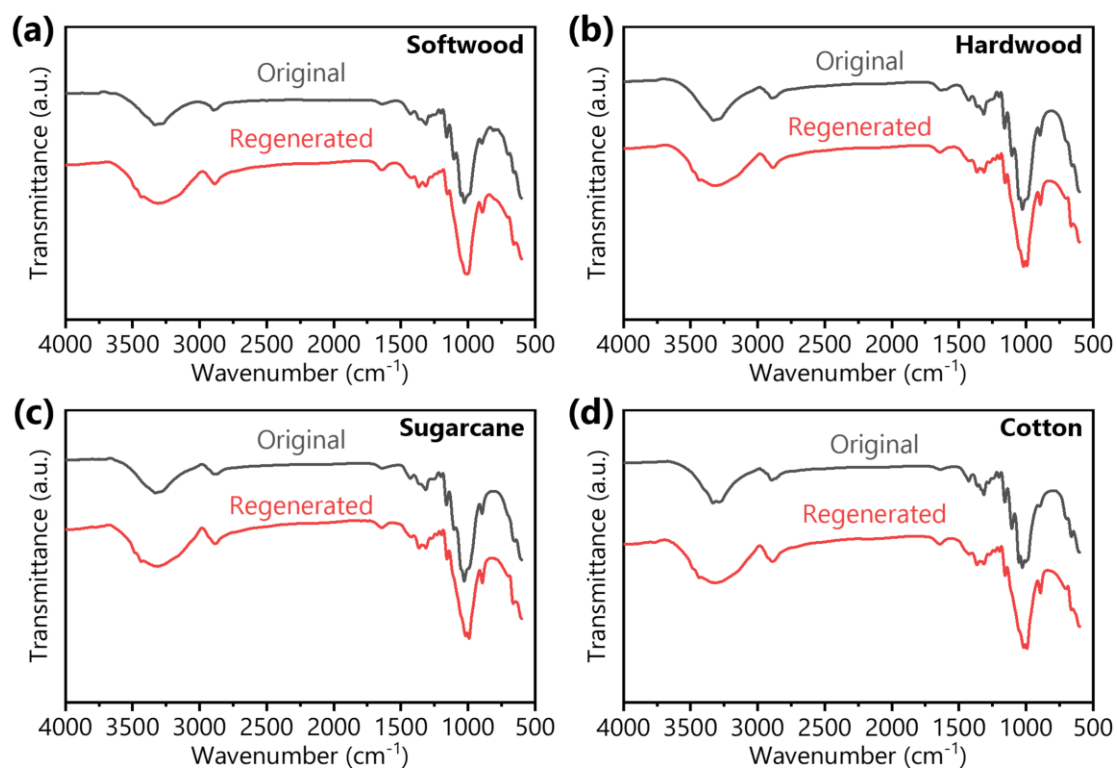 (a)
Softwood
Original
Regenerated
Transmittance (a.u.)
4000 3500 3000 2500 2000 1500 1000 500
Wavenumber (cm⁻¹)
(b)
Hardwood
Original
Regenerated
Transmittance (a.u.)
4000 3500 3000 2500 2000 1500 1000 500
Wavenumber (cm⁻¹)
(c)
Sugarcane
Original
Regenerated
Transmittance (a.u.)
4000 3500 3000 2500 2000 1500 1000 500
Wavenumber (cm⁻¹)
(d)
Cotton
Original
Regenerated
Transmittance (a.u.)
4000 3500 3000 2500 2000 1500 1000 500
Wavenumber (cm⁻¹)